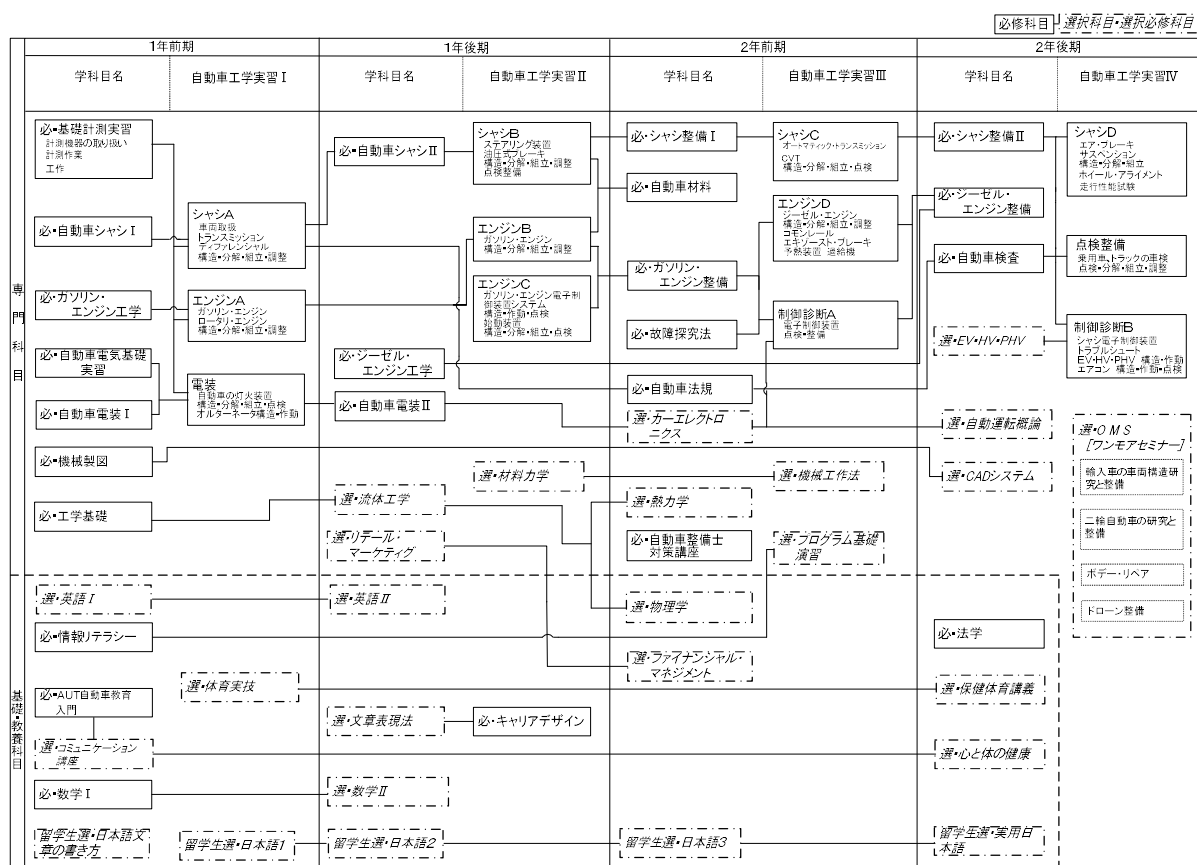 必修科目
選択科目・選択必修科目
1年前期
1年後期
2年前期
2年後期
学科目名
自動車工学実習Ⅰ
学科目名
自動車工学実習Ⅱ
学科目名
自動車工学実習Ⅲ
学科目名
自動車工学実習Ⅳ
専門科目
必・基礎計測実習
計測機器の取り扱い
計測作業
工作
必・自動車シャシⅠ
必・ガソリン・
エンジン工学
必・自動車電気基礎
実習
必・自動車電装Ⅰ
必・機械製図
必・工学基礎
シャシA
車両取扱
トランスミッション
ディファレンシャル
構造・分解・組立・調整
エンジンA
ガソリン・エンジン
ロータリ・エンジン
構造・分解・組立・調整
電装
自動車の灯火装置
構造・分解・組立・点検
オルターネータ構造・作動
必・自動車シャシⅡ
必・ジーゼル・
エンジン工学
必・自動車電装Ⅱ
選・流体工学
選・リテール・
マーケティグ
シャシB
ステアリング装置
油圧式ブレーキ
構造・分解・組立・調整
点検整備
エンジンB
ガソリン・エンジン
構造・分解・組立・調整
エンジンC
ガソリン・エンジン電子制
御装置システム
構造・作動・点検
始動装置
構造・分解・組立・点検
選・材料力学
必・シャシ整備Ⅰ
必・自動車材料
必・ガソリン・
エンジン整備
必・故障探究法
必・自動車法規
選・カーエレクトロ
ニクス
選・熱力学
必・自動車整備士
対策講座
シャシC
オートマティック・トランスミッション
CVT
構造・分解・組立・点検
エンジンD
ジーゼル・エンジン
構造・分解・組立・調整
コモンレール
エキゾースト・ブレーキ
予熱装置 過給機
制御診断A
電子制御装置
点検・整備
選・機械工作法
選・プログラム基礎
演習
必・シャシ整備Ⅱ
必・ジーゼル・
エンジン整備
必・自動車検査
選・EV・HV・PHV
選・自動運転概論
選・CADシステム
シャシD
エア・ブレーキ
サスペンション
構造・分解・組立
ホイール・アライメント
走行性能試験
点検整備
乗用車、トラックの車検
点検・分解・組立・調整
制御診断B
シャシ電子制御装置
トラブルシュート
EV・HV・PHV 構造・作動
エアコン 構造・作動・点検
選・OMS
[ワンモアセミナー]
輸入車の車両構造研
究と整備
二輪自動車の研究と
整備
ボデー・リペア
ドローン整備
基礎・教養科目
選・英語Ⅰ
選・英語Ⅱ
選・物理学
必・情報リテラシー
必・法学
選・ファイナンシャル・
マネジメント
選・体育実技
選・保健体育講義
必・AUT自動車教育
入門
選・文章表現法
必・キャリアデザイン
選・コミュニケーション
講座
選・心と体の健康
必・数学Ⅰ
選・数学Ⅱ
留学生選・日本語文
章の書き方
留学生選・日本語1
留学生選・日本語2
留学生選・日本語3
留学生選・実用日
本語